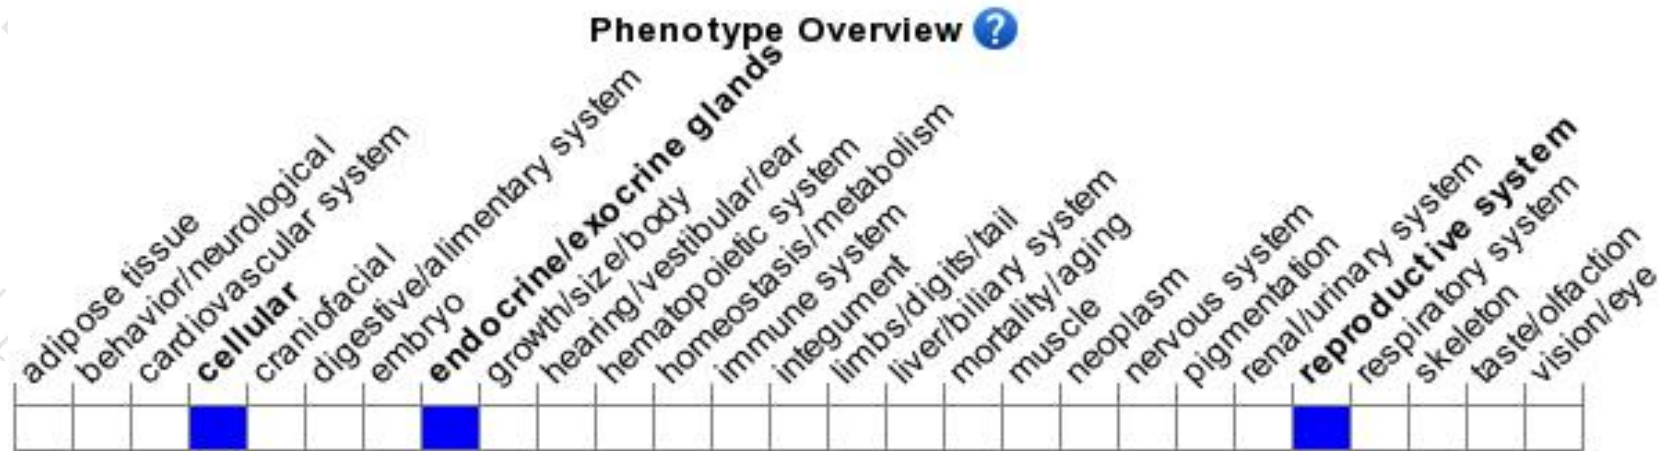 Phenotype Overview ?
adipose tissue
behavior/neurological
cardiovascular system
cellular
craniofacial
digestive/alimentary system
embryo
endocrine/exocrine glands
growth/size/body
hearing/vestibular/ear
hematopoietic system
homeostasis/metabolism
immune system
integument
limbs/digits/tail
liver/biliary system
mortality/aging
muscle
neoplasm
nervous system
pigmentation
renal/urinary system
reproductive system
respiratory system
skeleton
taste/olfaction
vision/eye